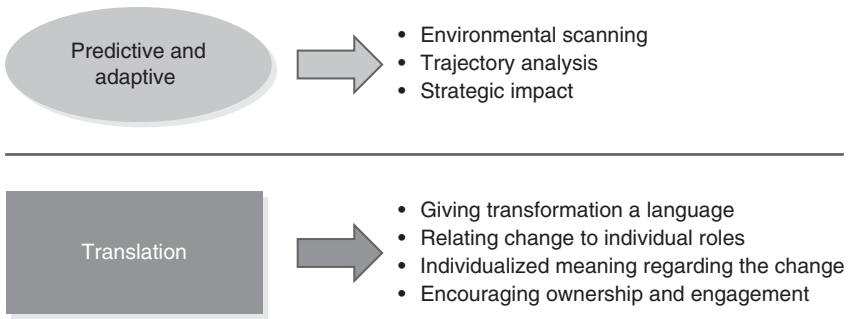 Predictive and
adaptive
• Environmental scanning
• Trajectory analysis
• Strategic impact
Translation
• Giving transformation a language
• Relating change to individual roles
• Individualized meaning regarding the change
• Encouraging ownership and engagement